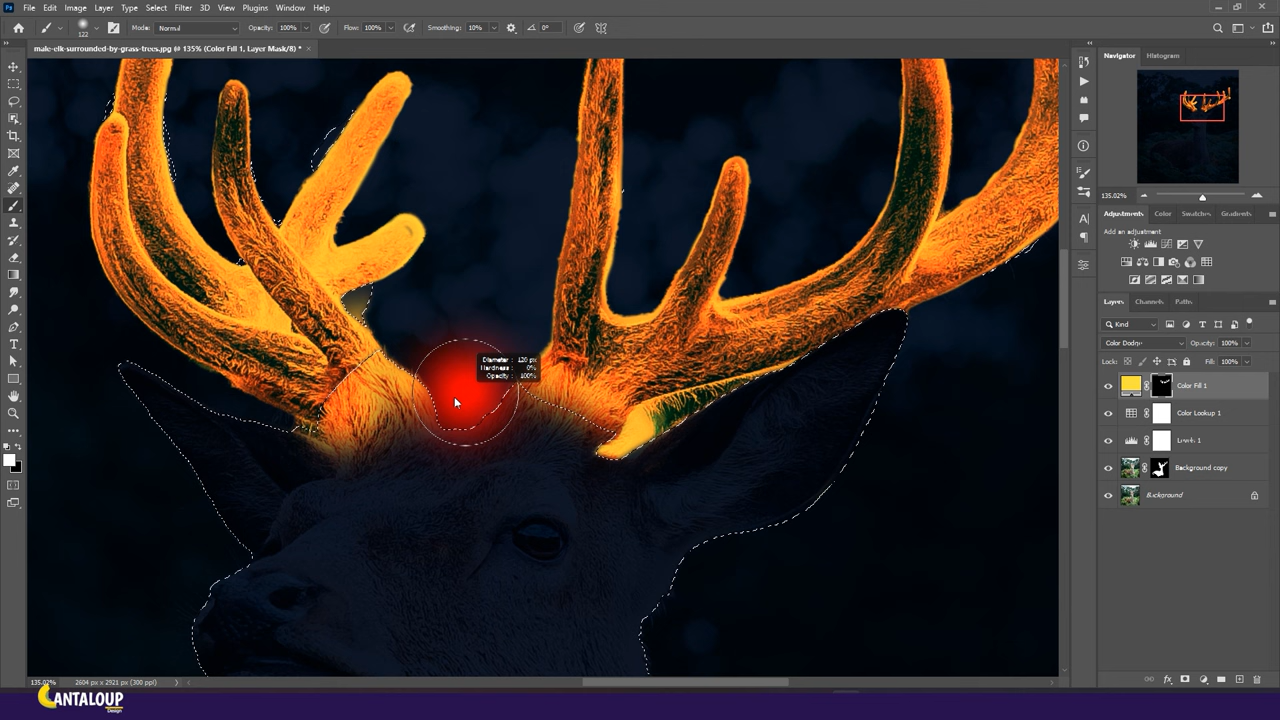 Ps File Edit Image Layer Type Select Filter 3D View Plugins Window Help
122 Mode: Normal Opacity: 100% Flow: 100% Smoothing: 10% 0°
male-elk-surrounded-by-grass-trees.jpg @ 135% (Color Fill 1, Layer Mask/8) *
Navigator Histogram
135.02%
Adjustments Color Swatches Gradients
Add an adjustment
Layers Channels Paths
Kind
Color Dodge Opacity: 100%
Lock: Fill: 100%
Color Fill 1
Color Lookup 1
Levels 1
Background copy
Background
Diameter: 120 px
Hardness: 0%
Opacity: 100%
135.02% 2604 px x 2921 px (300 ppi)
CANTALOUP
Design